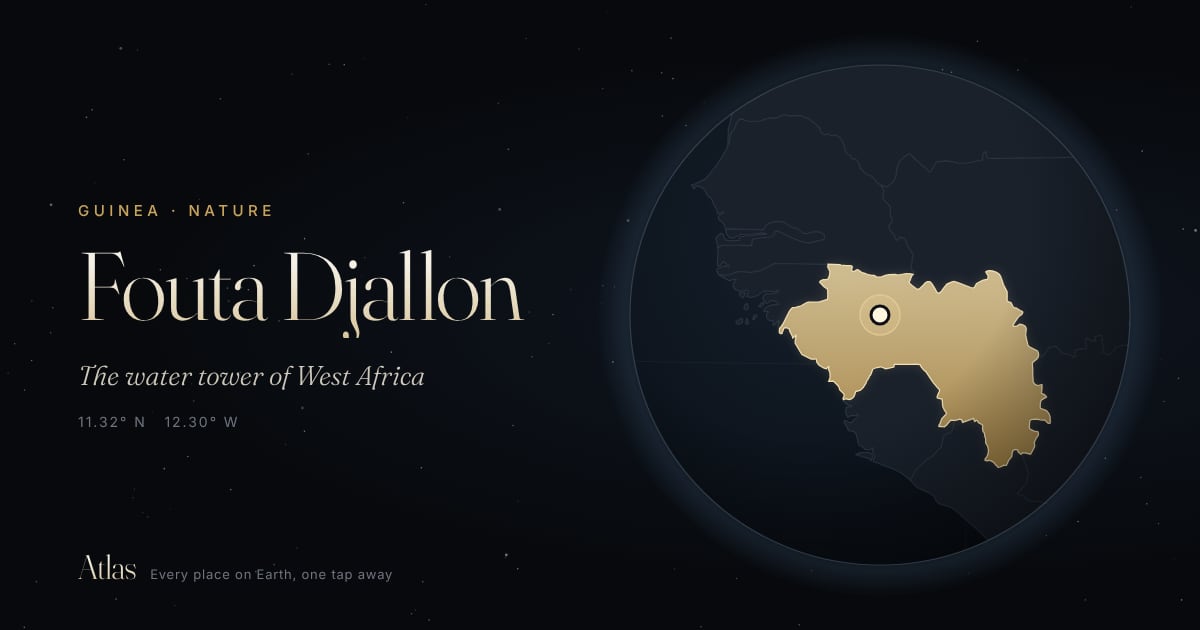 GUINEA · NATURE
Fouta Djallon
The water tower of West Africa
11.32° N 12.30° W
Atlas Every place on Earth, one tap away